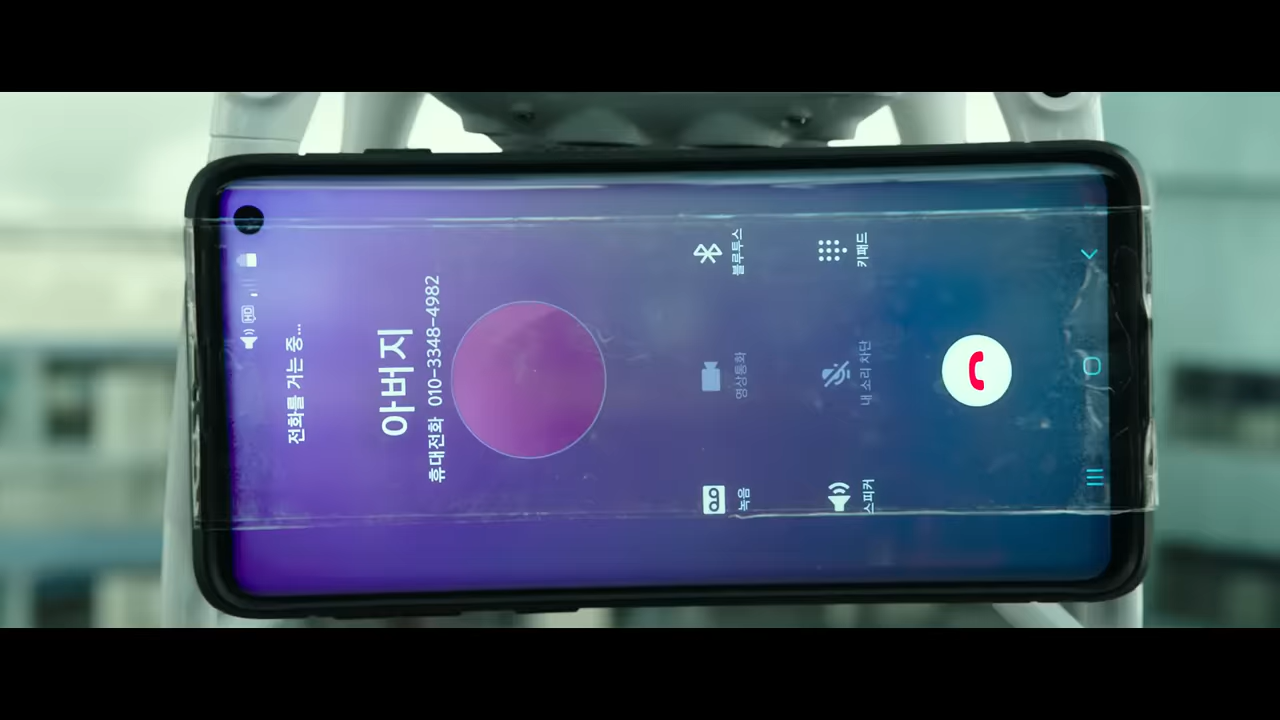 HD
전화를 거는 중...
아버지
휴대전화 010-3348-4982
녹음
영상통화
블루투스
스피커
내 소리 차단
키패드